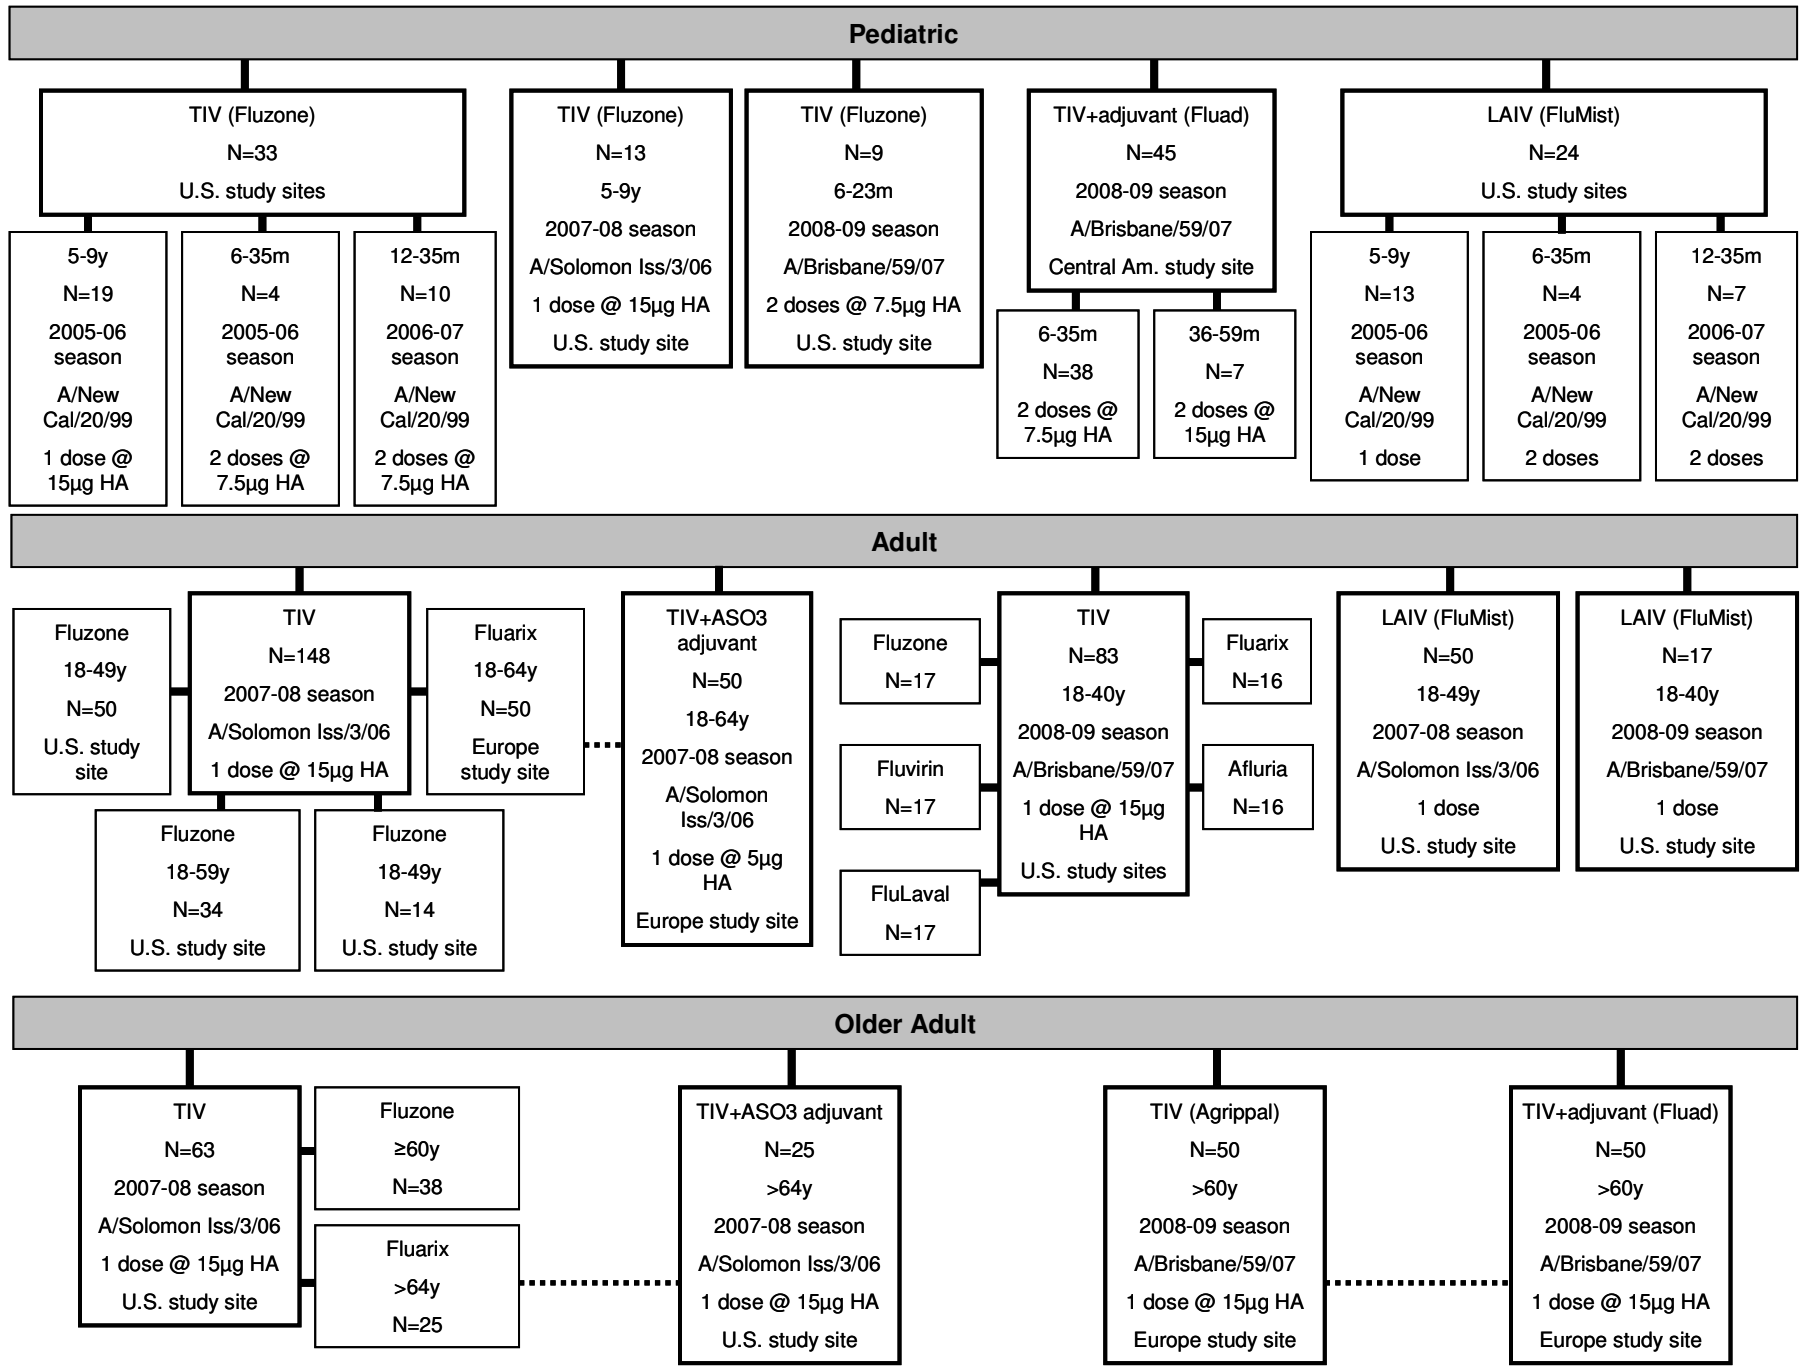 Pediatric
TIV (Fluzone)
N=33
U.S. study sites
5-9y
N=19
2005-06
season
A/New
Cal/20/99
1 dose @
15µg HA
6-35m
N=4
2005-06
season
A/New
Cal/20/99
2 doses @
7.5µg HA
12-35m
N=10
2006-07
season
A/New
Cal/20/99
2 doses @
7.5µg HA
TIV (Fluzone)
N=13
5-9y
2007-08 season
A/Solomon Iss/3/06
1 dose @ 15µg HA
U.S. study site
TIV (Fluzone)
N=9
6-23m
2008-09 season
A/Brisbane/59/07
2 doses @ 7.5µg HA
U.S. study site
TIV+adjuvant (Fluad)
N=45
2008-09 season
A/Brisbane/59/07
Central Am. study site
6-35m
N=38
2 doses @
7.5µg HA
36-59m
N=7
2 doses @
15µg HA
LAIV (FluMist)
N=24
U.S. study sites
5-9y
N=13
2005-06
season
A/New
Cal/20/99
1 dose
6-35m
N=4
2005-06
season
A/New
Cal/20/99
2 doses
12-35m
N=7
2006-07
season
A/New
Cal/20/99
2 doses
Adult
Fluzone
18-49y
N=50
U.S. study
site
TIV
N=148
2007-08 season
A/Solomon Iss/3/06
1 dose @ 15µg HA
Fluarix
18-64y
N=50
Europe
study site
Fluzone
18-59y
N=34
U.S. study site
Fluzone
18-49y
N=14
U.S. study site
TIV+ASO3
adjuvant
N=50
18-64y
2007-08 season
A/Solomon
Iss/3/06
1 dose @ 5µg
HA
Europe study site
Fluzone
N=17
Fluvirin
N=17
FluLaval
N=17
TIV
N=83
18-40y
2008-09 season
A/Brisbane/59/07
1 dose @ 15µg
HA
U.S. study sites
Fluarix
N=16
Afluria
N=16
LAIV (FluMist)
N=50
18-49y
2007-08 season
A/Solomon Iss/3/06
1 dose
U.S. study site
LAIV (FluMist)
N=17
18-40y
2008-09 season
A/Brisbane/59/07
1 dose
U.S. study site
Older Adult
TIV
N=63
2007-08 season
A/Solomon Iss/3/06
1 dose @ 15µg HA
U.S. study site
Fluzone
≥60y
N=38
Fluarix
>64y
N=25
TIV+ASO3 adjuvant
N=25
>64y
2007-08 season
A/Solomon Iss/3/06
1 dose @ 15µg HA
U.S. study site
TIV (Agrippal)
N=50
>60y
2008-09 season
A/Brisbane/59/07
1 dose @ 15µg HA
Europe study site
TIV+adjuvant (Fluad)
N=50
>60y
2008-09 season
A/Brisbane/59/07
1 dose @ 15µg HA
Europe study site